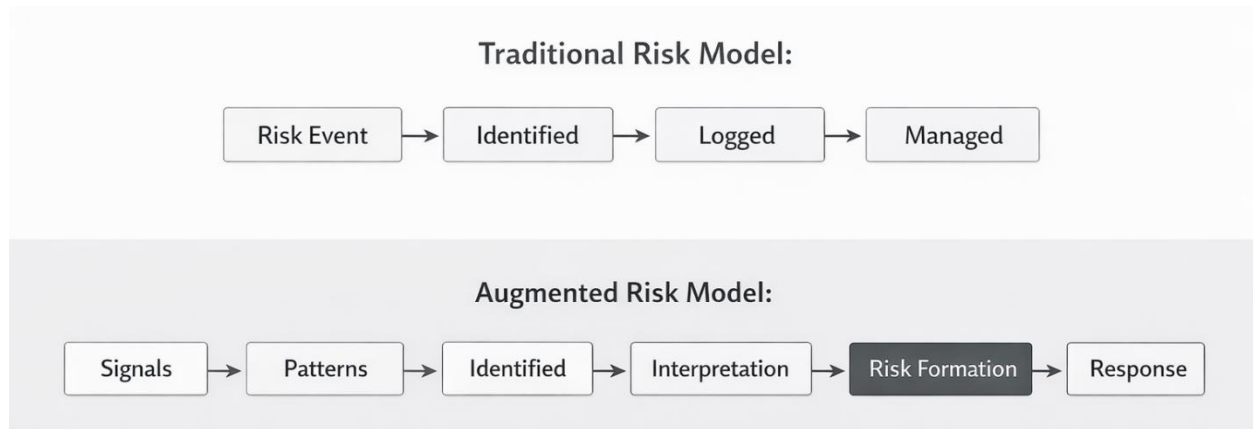 Traditional Risk Model:
Risk Event
Identified
Logged
Managed
Augmented Risk Model:
Signals
Patterns
Identified
Interpretation
Risk Formation
Response